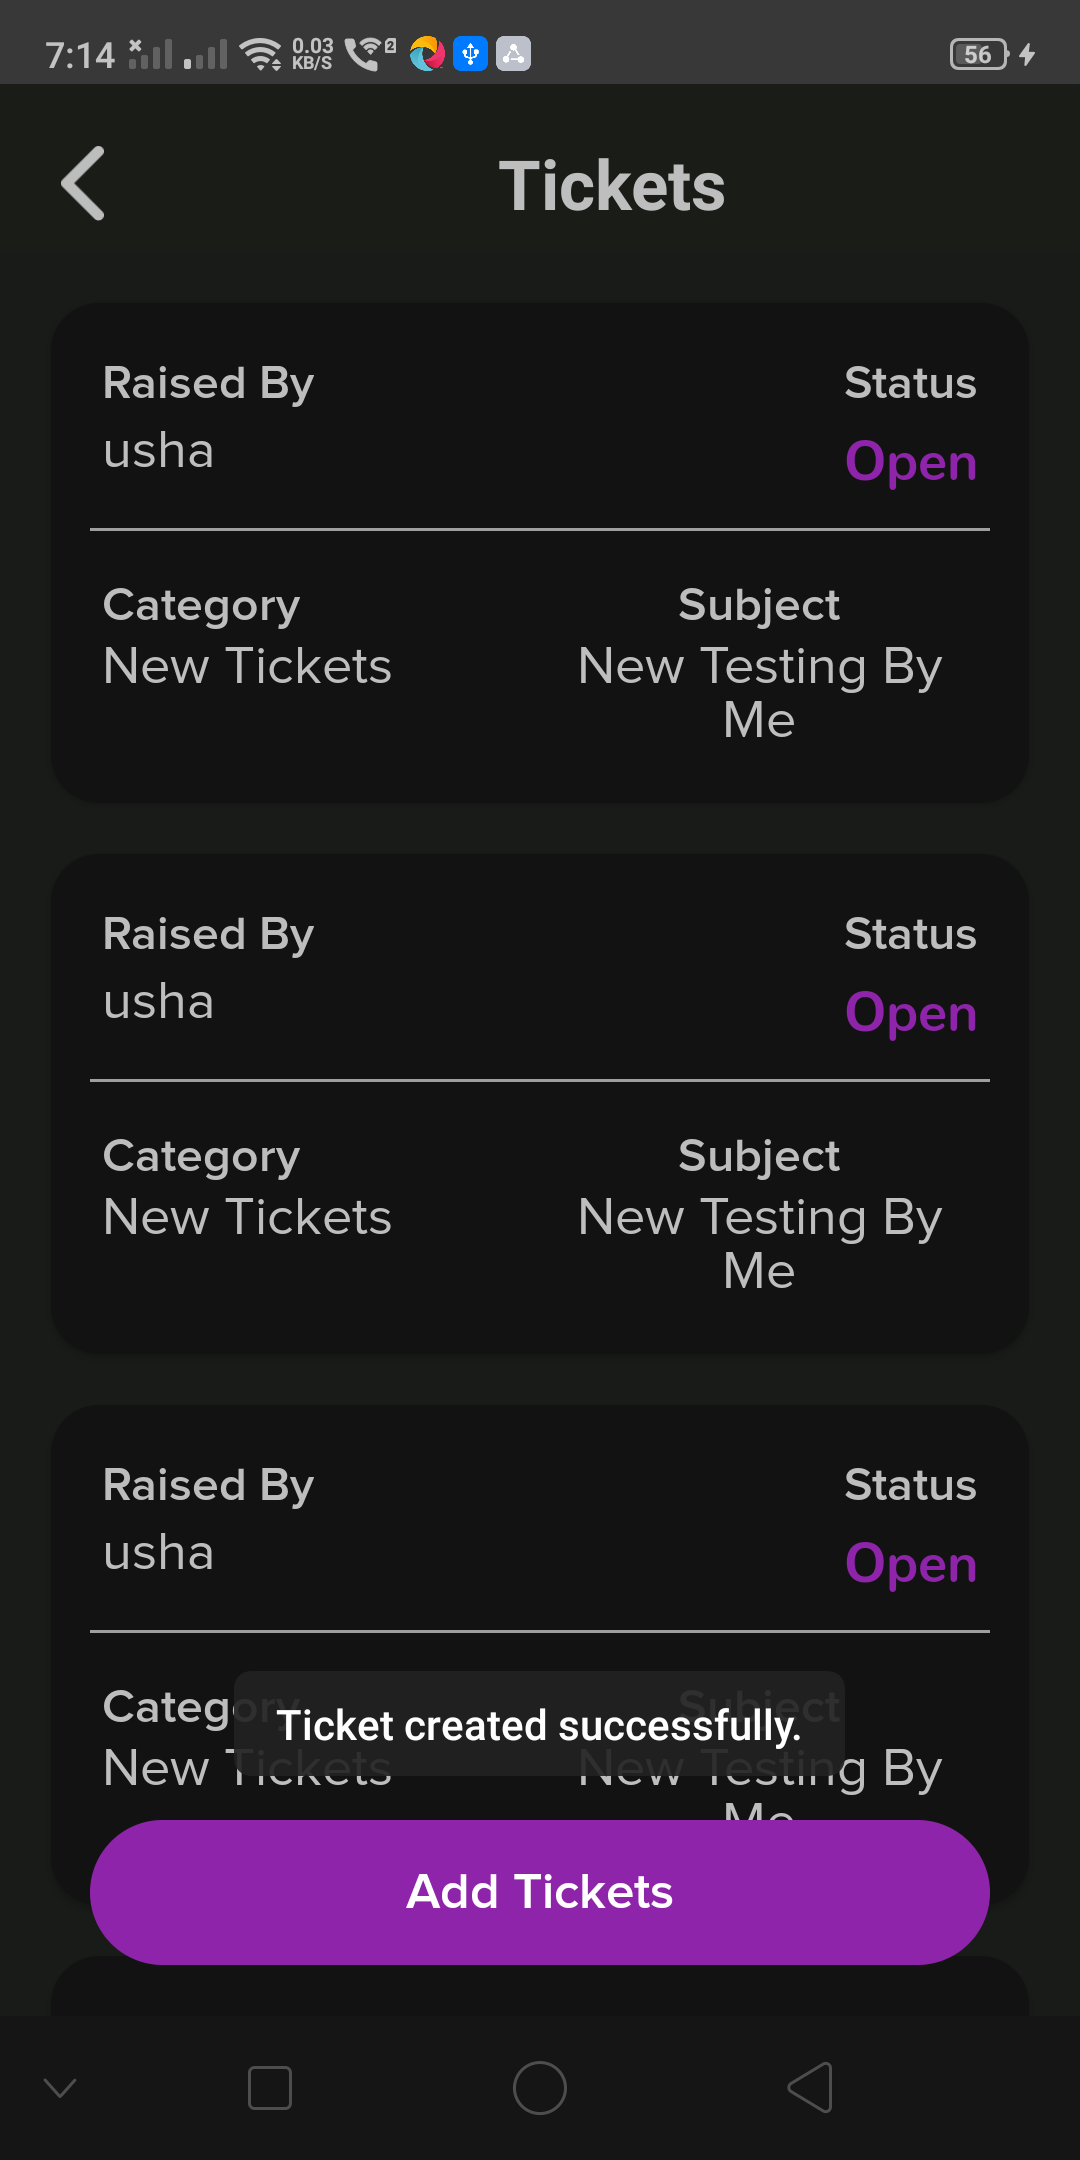 7:14
0.03
KB/S
2
56
Tickets
Raised By
Status
usha
Open
Category
Subject
New Tickets
New Testing By
Me
Raised By
Status
usha
Open
Category
Subject
New Tickets
New Testing By
Me
Raised By
Status
usha
Open
Category
Subject
Ticket created successfully.
New Tickets
New Testing By
Me
Add Tickets